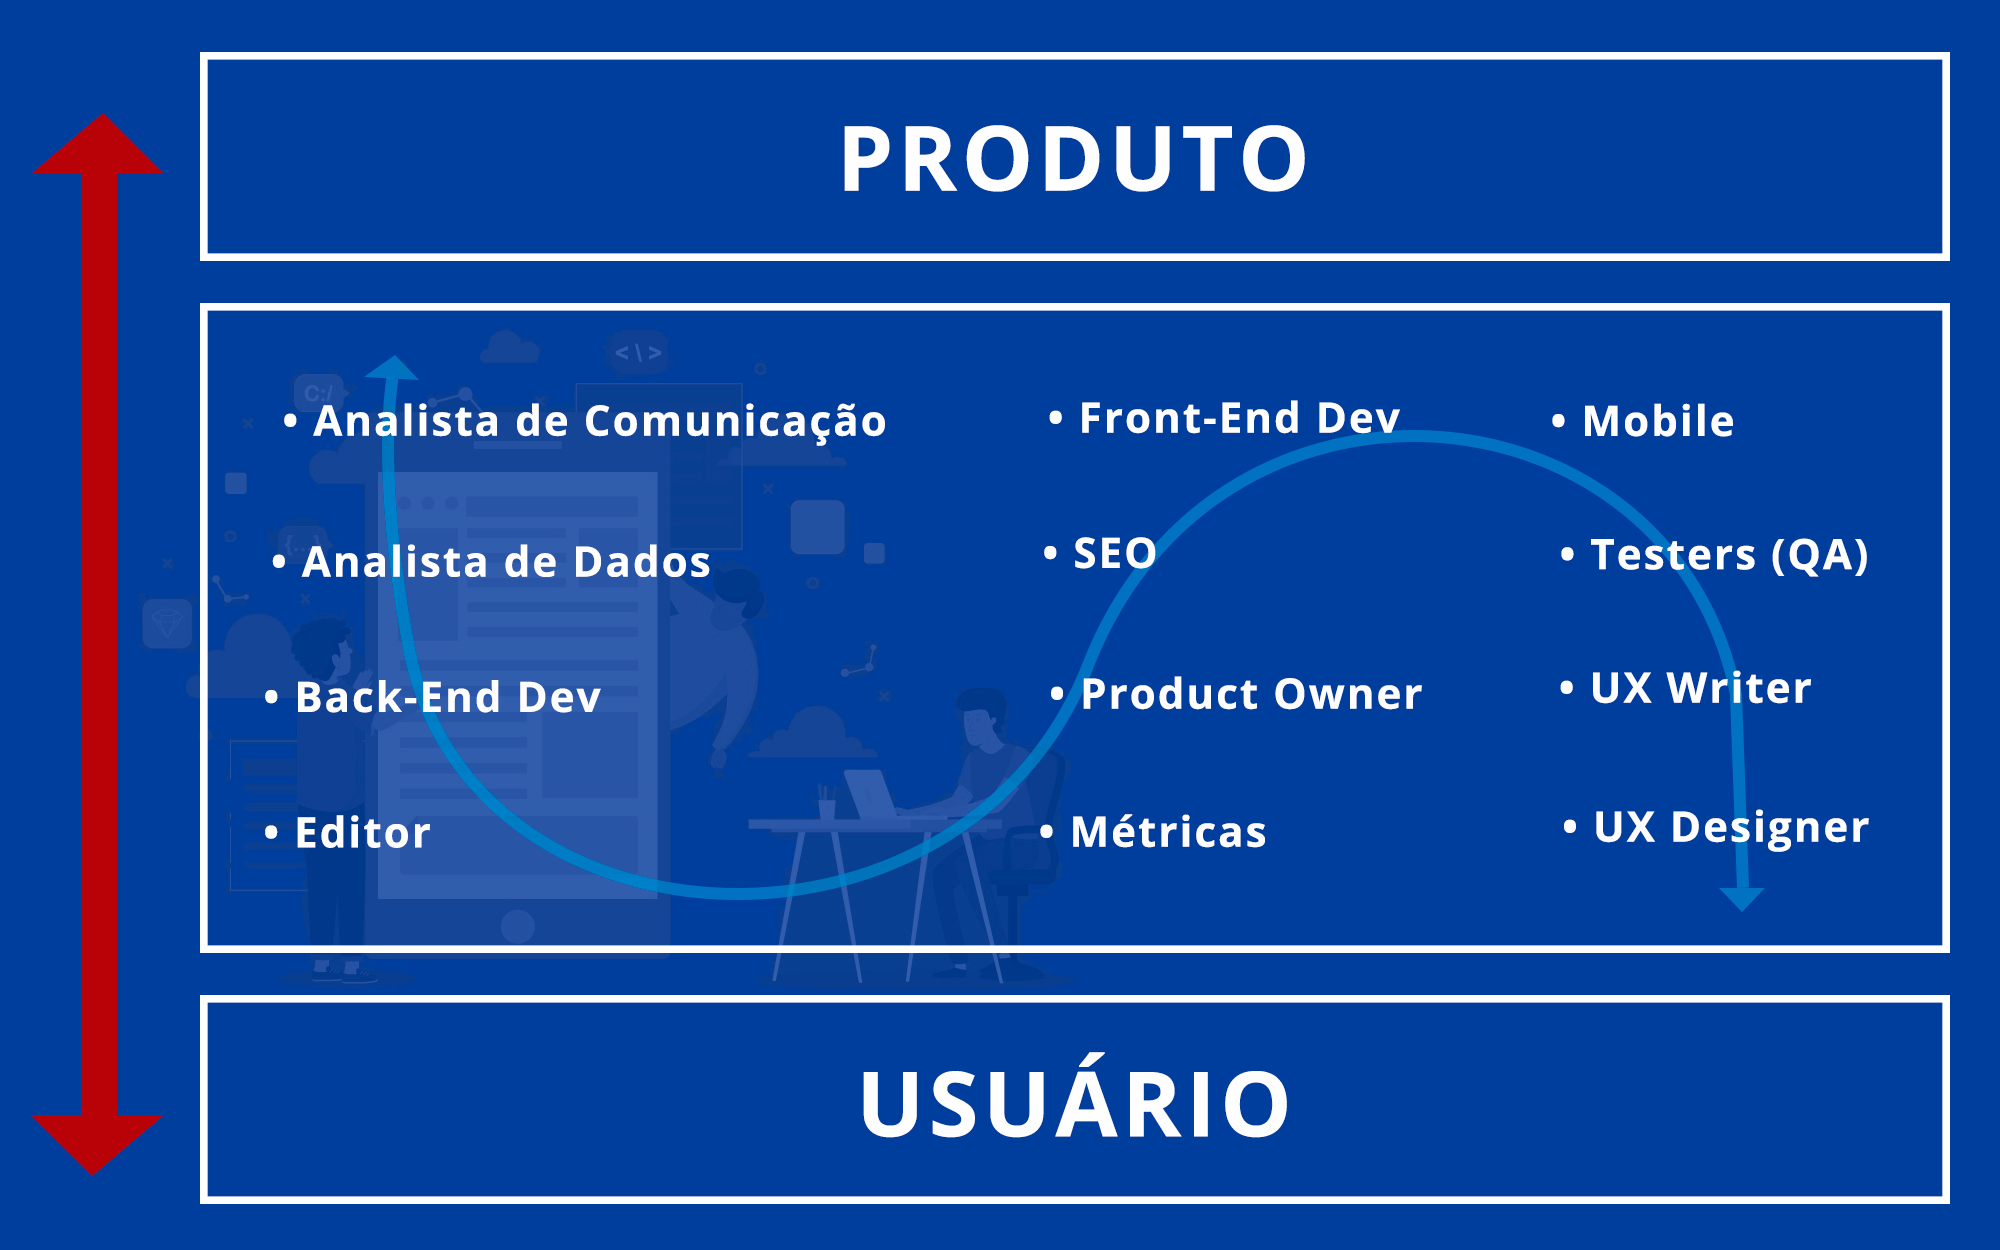 PRODUTO
< \ >
C:/
• Analista de Comunicação
• Front-End Dev
• Mobile
{...}
• Analista de Dados
• SEO
• Testers (QA)
• Back-End Dev
• Product Owner
• UX Writer
• Editor
• Métricas
• UX Designer
USUÁRIO